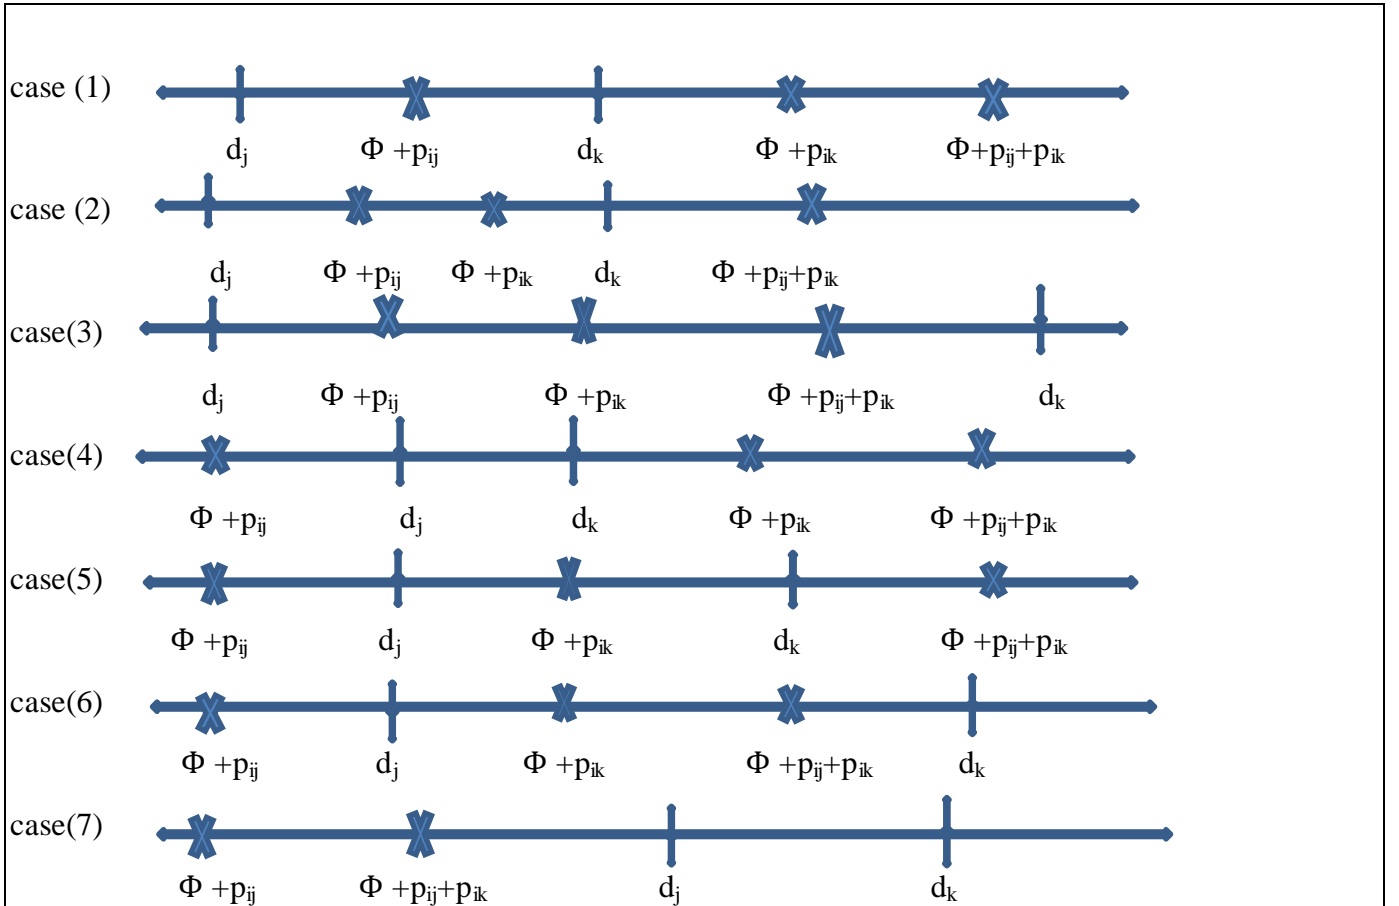 case (1)
dⱼ Φ +pᵢⱼ dₖ Φ +pᵢₖ Φ+pᵢⱼ+pᵢₖ
case (2)
dⱼ Φ +pᵢⱼ Φ +pᵢₖ dₖ Φ +pᵢⱼ+pᵢₖ
case(3)
dⱼ Φ +pᵢⱼ Φ +pᵢₖ Φ +pᵢⱼ+pᵢₖ dₖ
case(4)
Φ +pᵢⱼ dⱼ dₖ Φ +pᵢₖ Φ +pᵢⱼ+pᵢₖ
case(5)
Φ +pᵢⱼ dⱼ Φ +pᵢₖ dₖ Φ +pᵢⱼ+pᵢₖ
case(6)
Φ +pᵢⱼ dⱼ Φ +pᵢₖ Φ +pᵢⱼ+pᵢₖ dₖ
case(7)
Φ +pᵢⱼ Φ +pᵢⱼ+pᵢₖ dⱼ dₖ